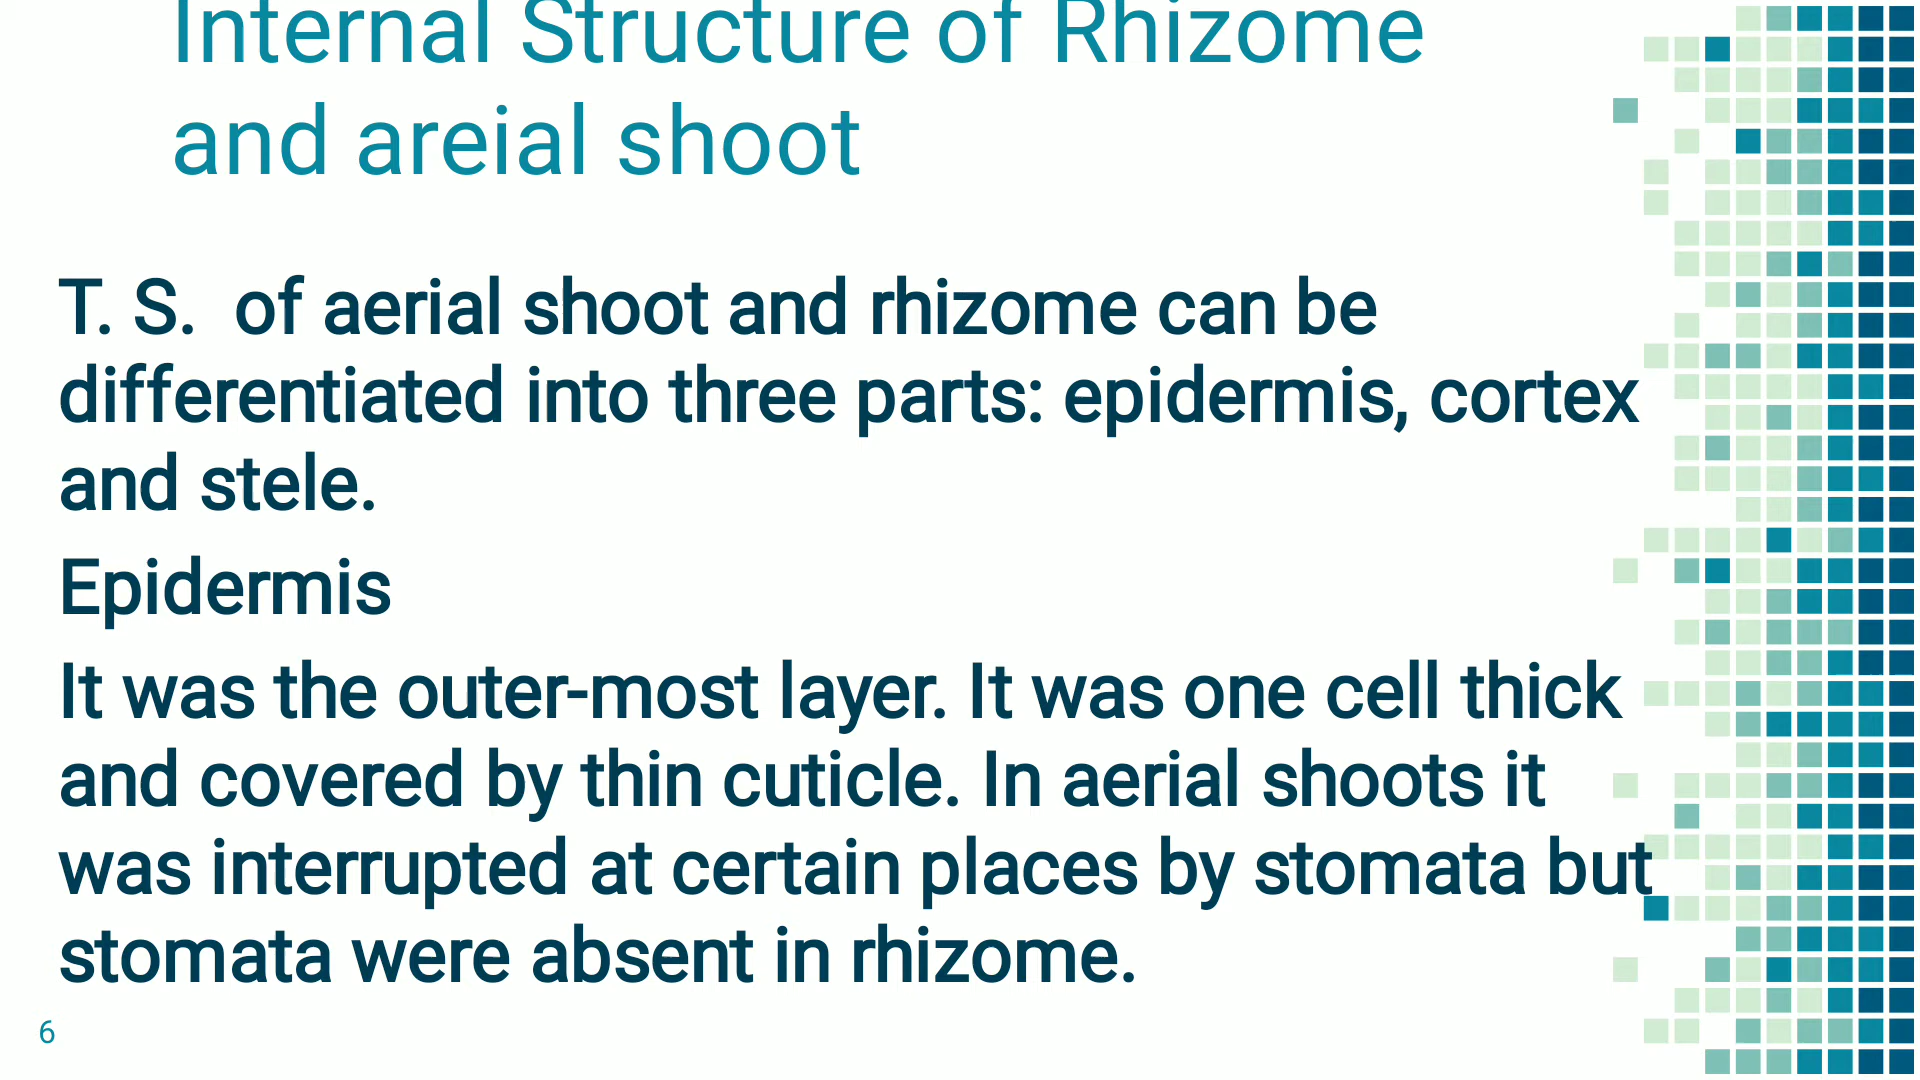 Internal Structure of Rhizome
and areial shoot
T. S.  of aerial shoot and rhizome can be
differentiated into three parts: epidermis, cortex
and stele.
Epidermis
It was the outer-most layer. It was one cell thick
and covered by thin cuticle. In aerial shoots it
was interrupted at certain places by stomata but
stomata were absent in rhizome.
6